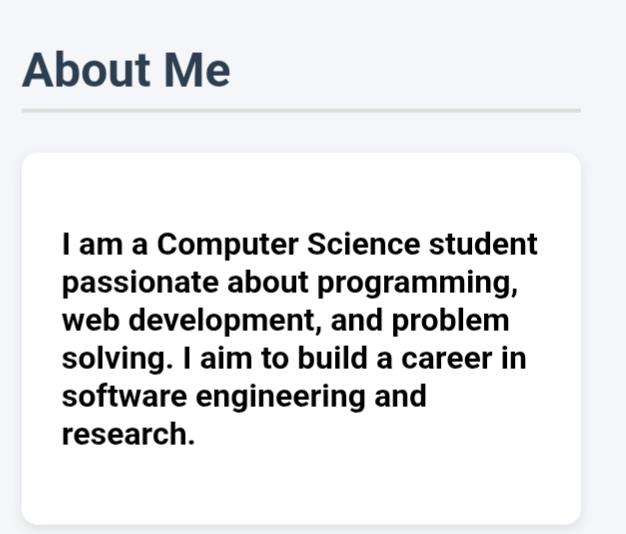 About Me
I am a Computer Science student
passionate about programming,
web development, and problem
solving. I aim to build a career in
software engineering and
research.